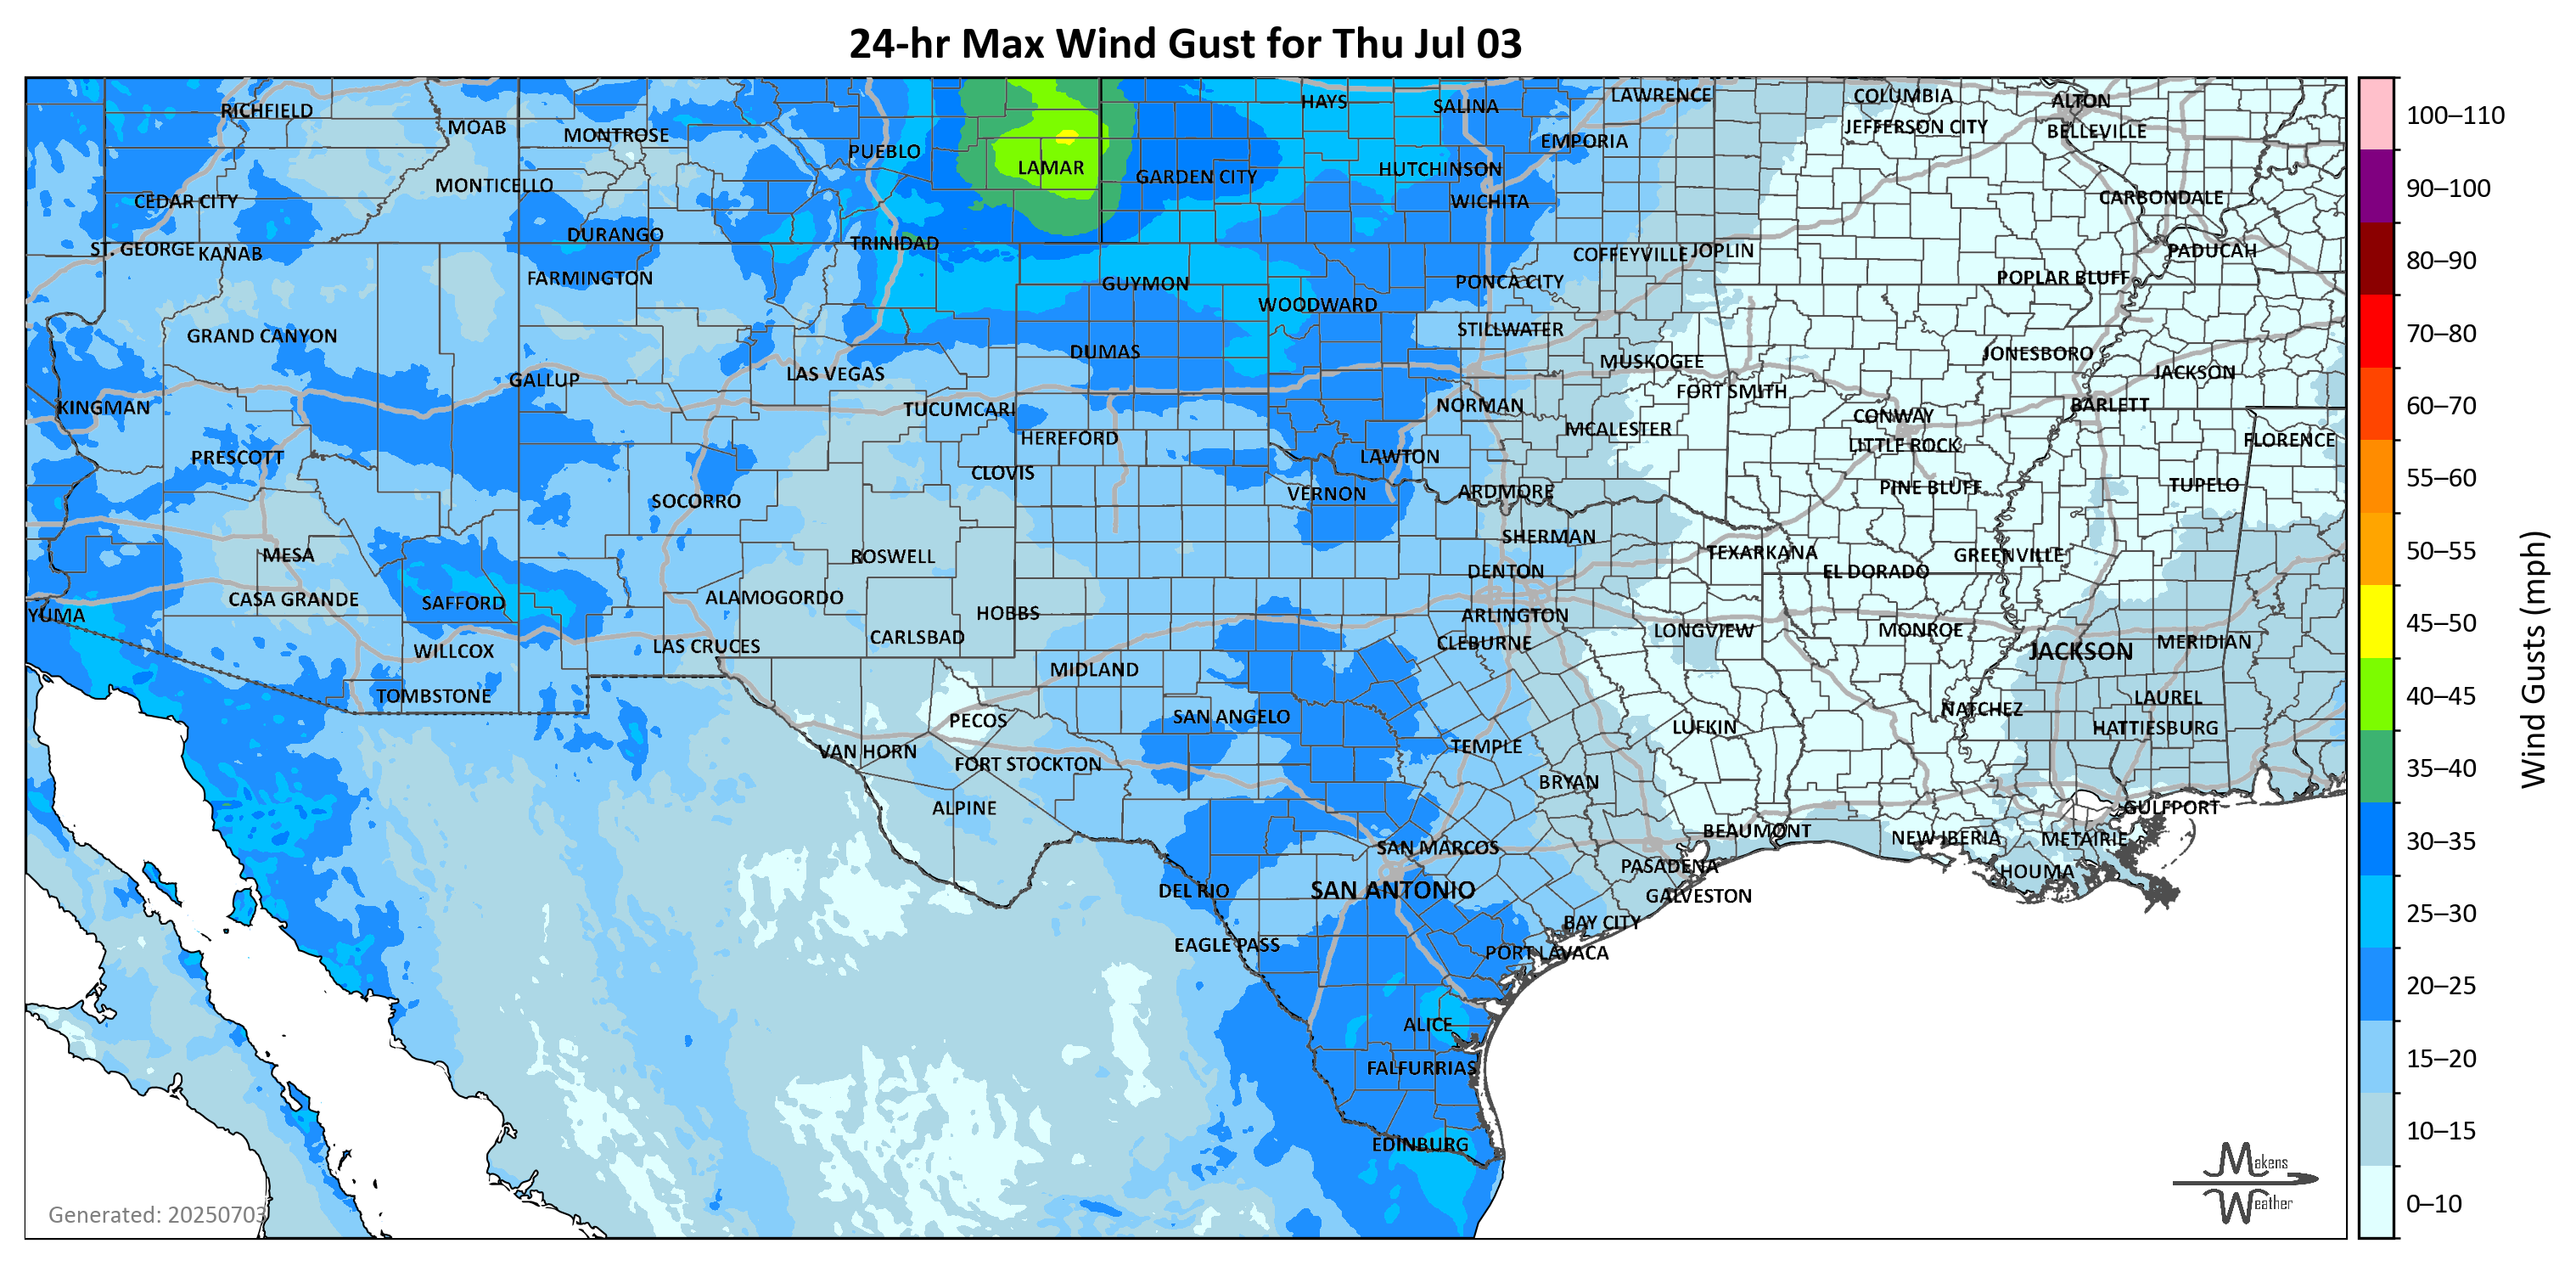 24-hr Max Wind Gust for Thu Jul 03
RICHFIELD
MOAB
MONTROSE
PUEBLO
LAMAR
GARDEN CITY
HAYS
SALINA
LAWRENCE
EMPORIA
HUTCHINSON
WICHITA
COLUMBIA
JEFFERSON CITY
ALTON
BELLEVILLE
CARBONDALE
PADUCAH
MONTICELLO
CEDAR CITY
ST. GEORGE
KANAB
DURANGO
FARMINGTON
TRINIDAD
GUYMON
WOODWARD
PONCA CITY
COFFEYVILLE
JOPLIN
POPLAR BLUFF
GRAND CANYON
STILLWATER
DUMAS
MUSKOGEE
JONESBORO
JACKSON
GALLUP
LAS VEGAS
FORT SMITH
KINGMAN
TUCUMCARI
NORMAN
CONWAY
BARLETT
HEREFORD
MCALESTER
LITTLE ROCK
FLORENCE
PRESCOTT
CLOVIS
LAWTON
VERNON
ARDMORE
PINE BLUFF
TUPELO
SOCORRO
SHERMAN
MESA
ROSWELL
TEXARKANA
GREENVILLE
DENTON
EL DORADO
CASA GRANDE
SAFFORD
ALAMOGORDO
HOBBS
YUMA
ARLINGTON
CARLSBAD
CLEBURNE
LONGVIEW
MONROE
JACKSON
MERIDIAN
WILLCOX
LAS CRUCES
MIDLAND
TOMBSTONE
LAUREL
PECOS
SAN ANGELO
NATCHEZ
HATTIESBURG
LUFKIN
VAN HORN
TEMPLE
FORT STOCKTON
BRYAN
ALPINE
GULFPORT
BEAUMONT
NEW IBERIA
METAIRIE
SAN MARCOS
PASADENA
HOUMA
DEL RIO
SAN ANTONIO
GALVESTON
BAY CITY
EAGLE PASS
PORT LAVACA
ALICE
FALFURRIAS
EDINBURG
Generated: 20250703
Makens
Weather
100–110
90–100
80–90
70–80
60–70
55–60
50–55
45–50
40–45
35–40
30–35
25–30
20–25
15–20
10–15
0–10
Wind Gusts (mph)